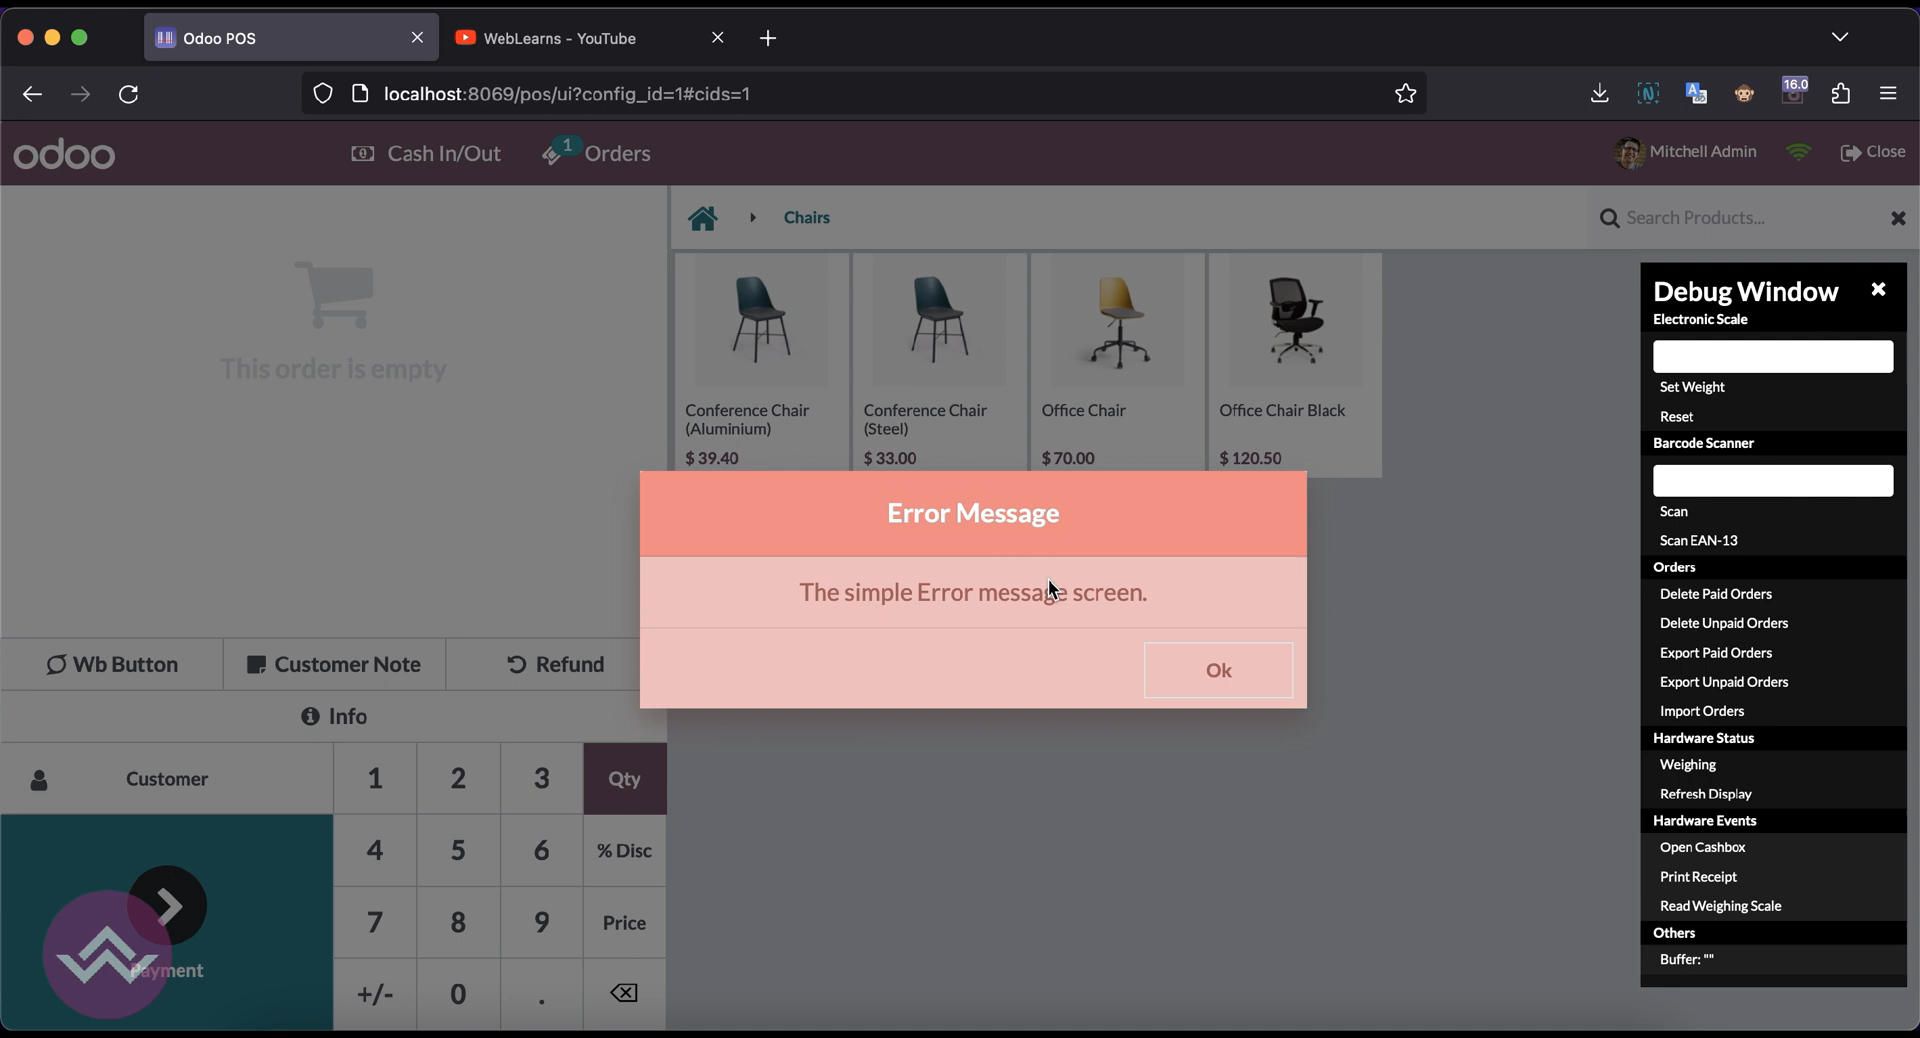 Odoo POS
WebLearns - YouTube
localhost:8069/pos/ui?config_id=1#cids=1
16.0
odoo
Cash In/Out
1
Orders
Mitchell Admin
Close
Chairs
Search Products...
This order is empty
Conference Chair
(Aluminium)
$ 39.40
Conference Chair
(Steel)
$ 33.00
Office Chair
$ 70.00
Office Chair Black
$ 120.50
Error Message
The simple Error message screen.
Ok
Wb Button
Customer Note
Refund
Info
Customer
1
2
3
Qty
4
5
6
% Disc
7
8
9
Price
Payment
+/-
0
.
Debug Window
Electronic Scale
Set Weight
Reset
Barcode Scanner
Scan
Scan EAN-13
Orders
Delete Paid Orders
Delete Unpaid Orders
Export Paid Orders
Export Unpaid Orders
Import Orders
Hardware Status
Weighing
Refresh Display
Hardware Events
Open Cashbox
Print Receipt
Read Weighing Scale
Others
Buffer: ""